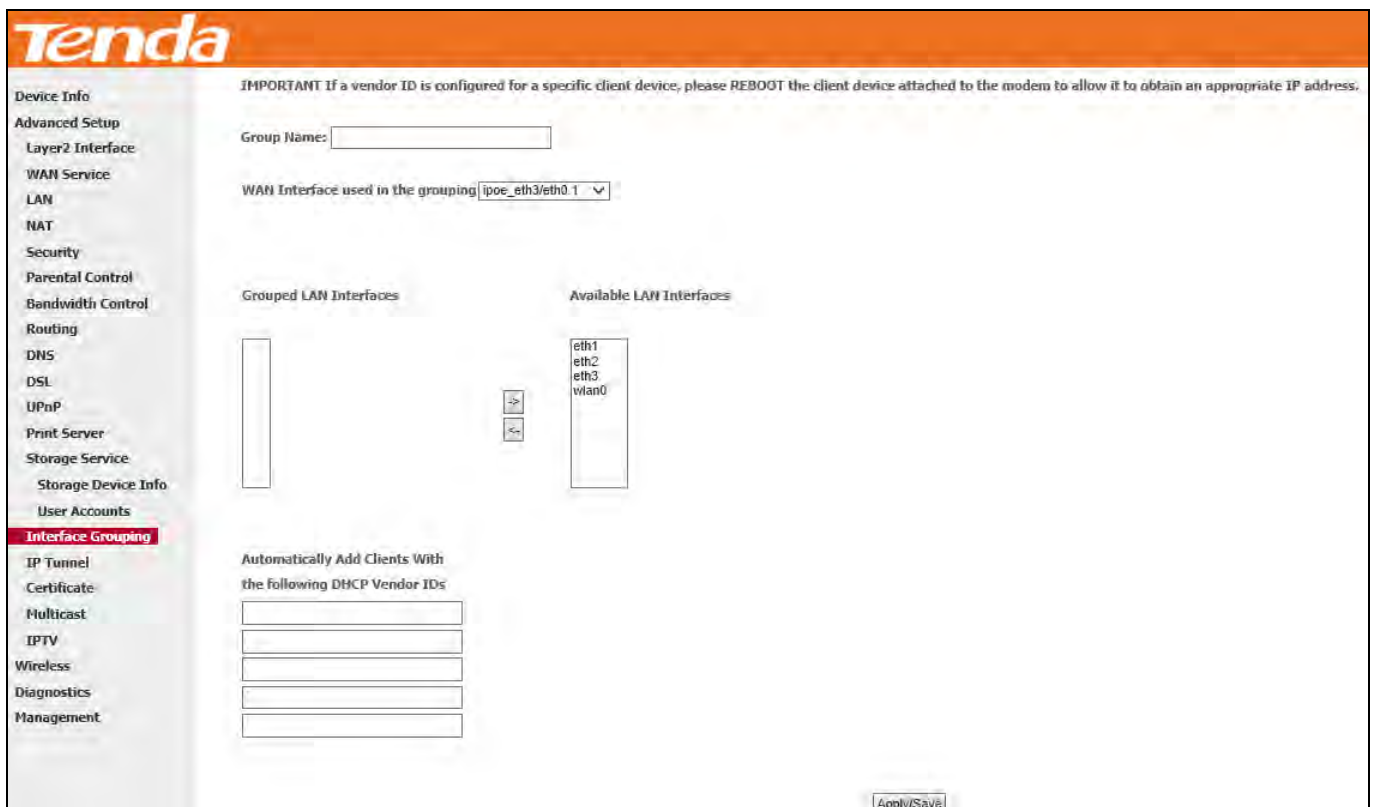 Tenda
IMPORTANT If a vendor ID is configured for a specific client device, please REBOOT the client device attached to the modem to allow it to obtain an appropriate IP address.
Device Info
Advanced Setup
Layer2 Interface
WAN Service
LAN
NAT
Security
Parental Control
Bandwidth Control
Routing
DNS
DSL
UPnP
Print Server
Storage Service
Storage Device Info
User Accounts
Interface Grouping
IP Tunnel
Certificate
Multicast
IPTV
Wireless
Diagnostics
Management
Group Name:
WAN Interface used in the grouping ipoe_eth3/eth0.1
Grouped LAN Interfaces
Available LAN Interfaces
->
<-
eth1
eth2
eth3
wlan0
Automatically Add Clients With
the following DHCP Vendor IDs
Apply/Save